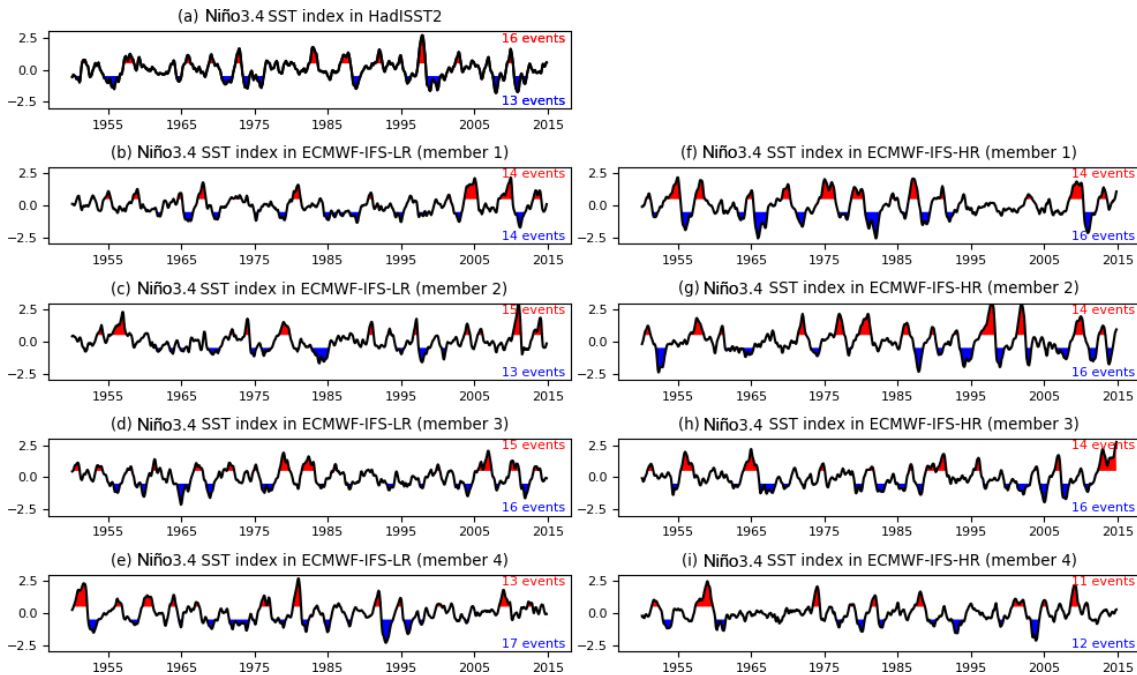 (a) Niño3.4 SST index in HadISST2
2.5
0.0
−2.5
16 events
13 events
1955 1965 1975 1985 1995 2005 2015
(b) Niño3.4 SST index in ECMWF-IFS-LR (member 1)
2.5
0.0
−2.5
14 events
14 events
1955 1965 1975 1985 1995 2005 2015
(f) Niño3.4 SST index in ECMWF-IFS-HR (member 1)
2.5
0.0
−2.5
14 events
16 events
1955 1965 1975 1985 1995 2005 2015
(c) Niño3.4 SST index in ECMWF-IFS-LR (member 2)
2.5
0.0
−2.5
15 events
13 events
1955 1965 1975 1985 1995 2005 2015
(g) Niño3.4 SST index in ECMWF-IFS-HR (member 2)
2.5
0.0
−2.5
14 events
16 events
1955 1965 1975 1985 1995 2005 2015
(d) Niño3.4 SST index in ECMWF-IFS-LR (member 3)
2.5
0.0
−2.5
15 events
16 events
1955 1965 1975 1985 1995 2005 2015
(h) Niño3.4 SST index in ECMWF-IFS-HR (member 3)
2.5
0.0
−2.5
14 events
16 events
1955 1965 1975 1985 1995 2005 2015
(e) Niño3.4 SST index in ECMWF-IFS-LR (member 4)
2.5
0.0
−2.5
13 events
17 events
1955 1965 1975 1985 1995 2005 2015
(i) Niño3.4 SST index in ECMWF-IFS-HR (member 4)
2.5
0.0
−2.5
11 events
12 events
1955 1965 1975 1985 1995 2005 2015